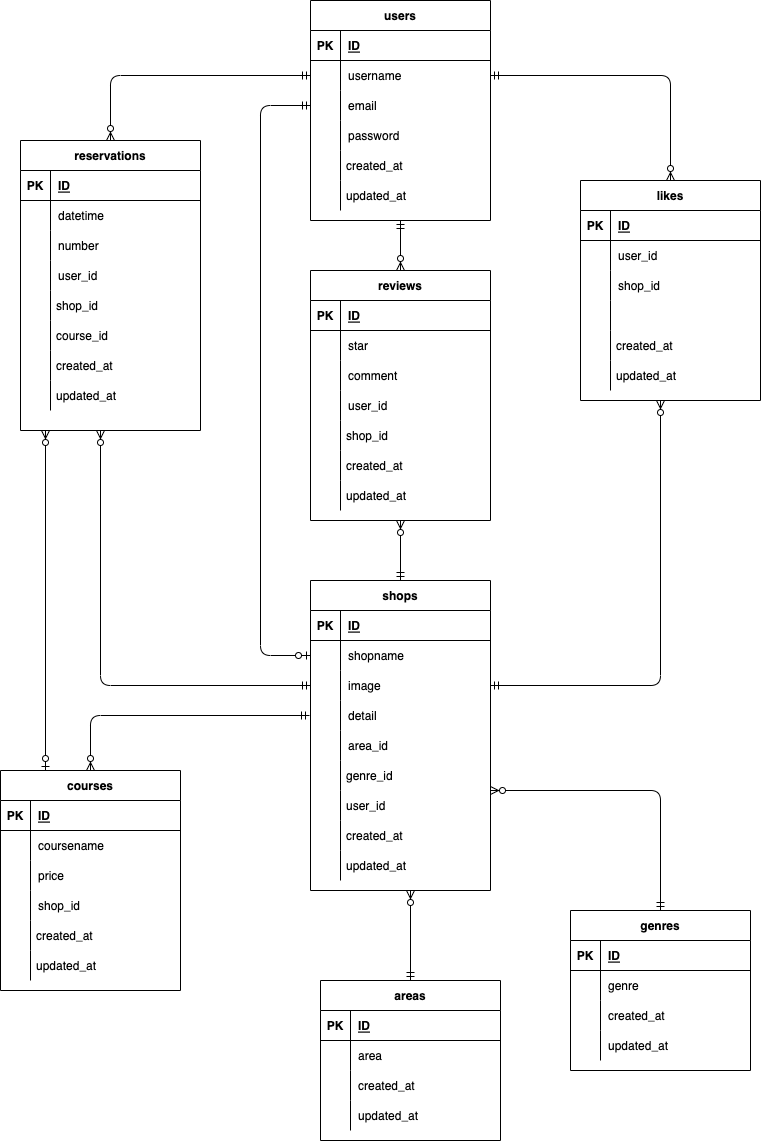 users
PK ID
username
email
password
created_at
updated_at
reservations
PK ID
datetime
number
user_id
shop_id
course_id
created_at
updated_at
likes
PK ID
user_id
shop_id
created_at
updated_at
reviews
PK ID
star
comment
user_id
shop_id
created_at
updated_at
shops
PK ID
shopname
image
detail
area_id
genre_id
user_id
created_at
updated_at
courses
PK ID
coursename
price
shop_id
created_at
updated_at
genres
PK ID
genre
created_at
updated_at
areas
PK ID
area
created_at
updated_at